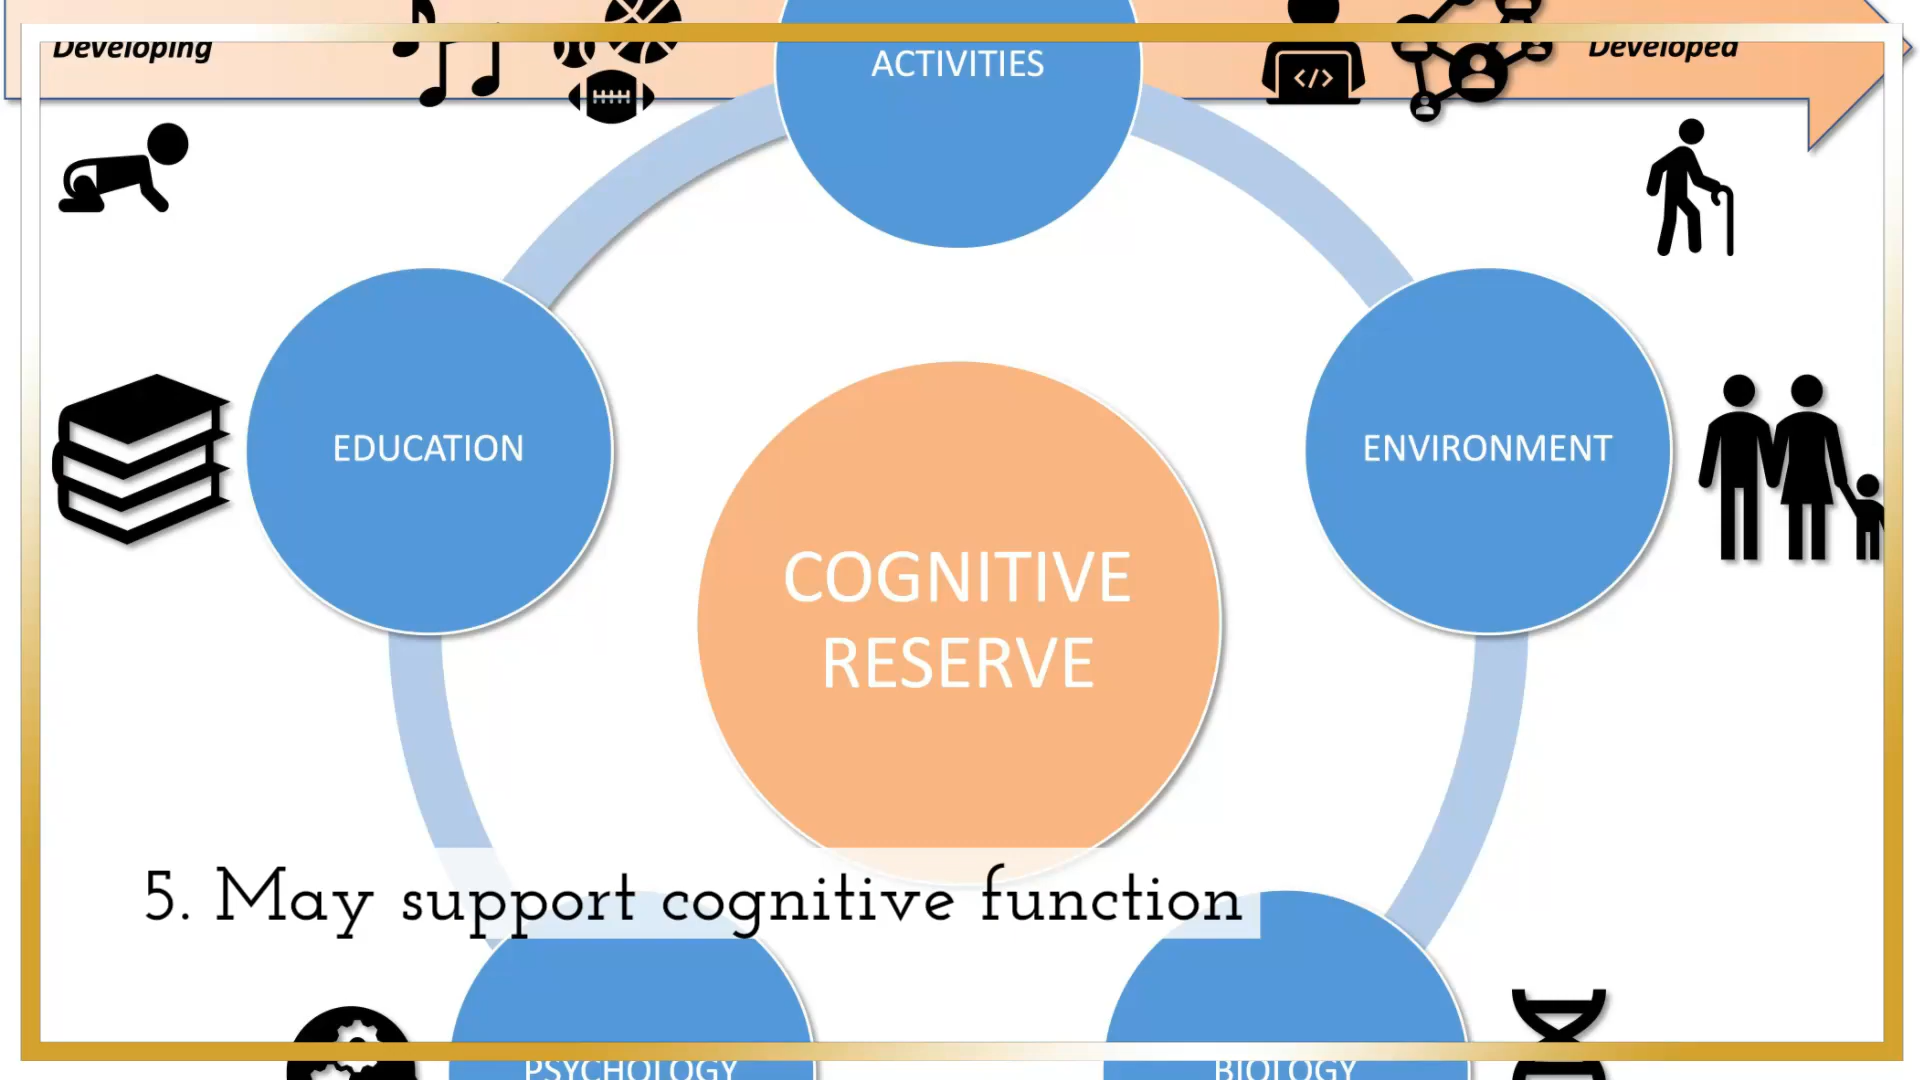 Developing
Developed
ACTIVITIES
</>
EDUCATION
ENVIRONMENT
COGNITIVE
RESERVE
5. May support cognitive function
PSYCHOLOGY
BIOLOGY